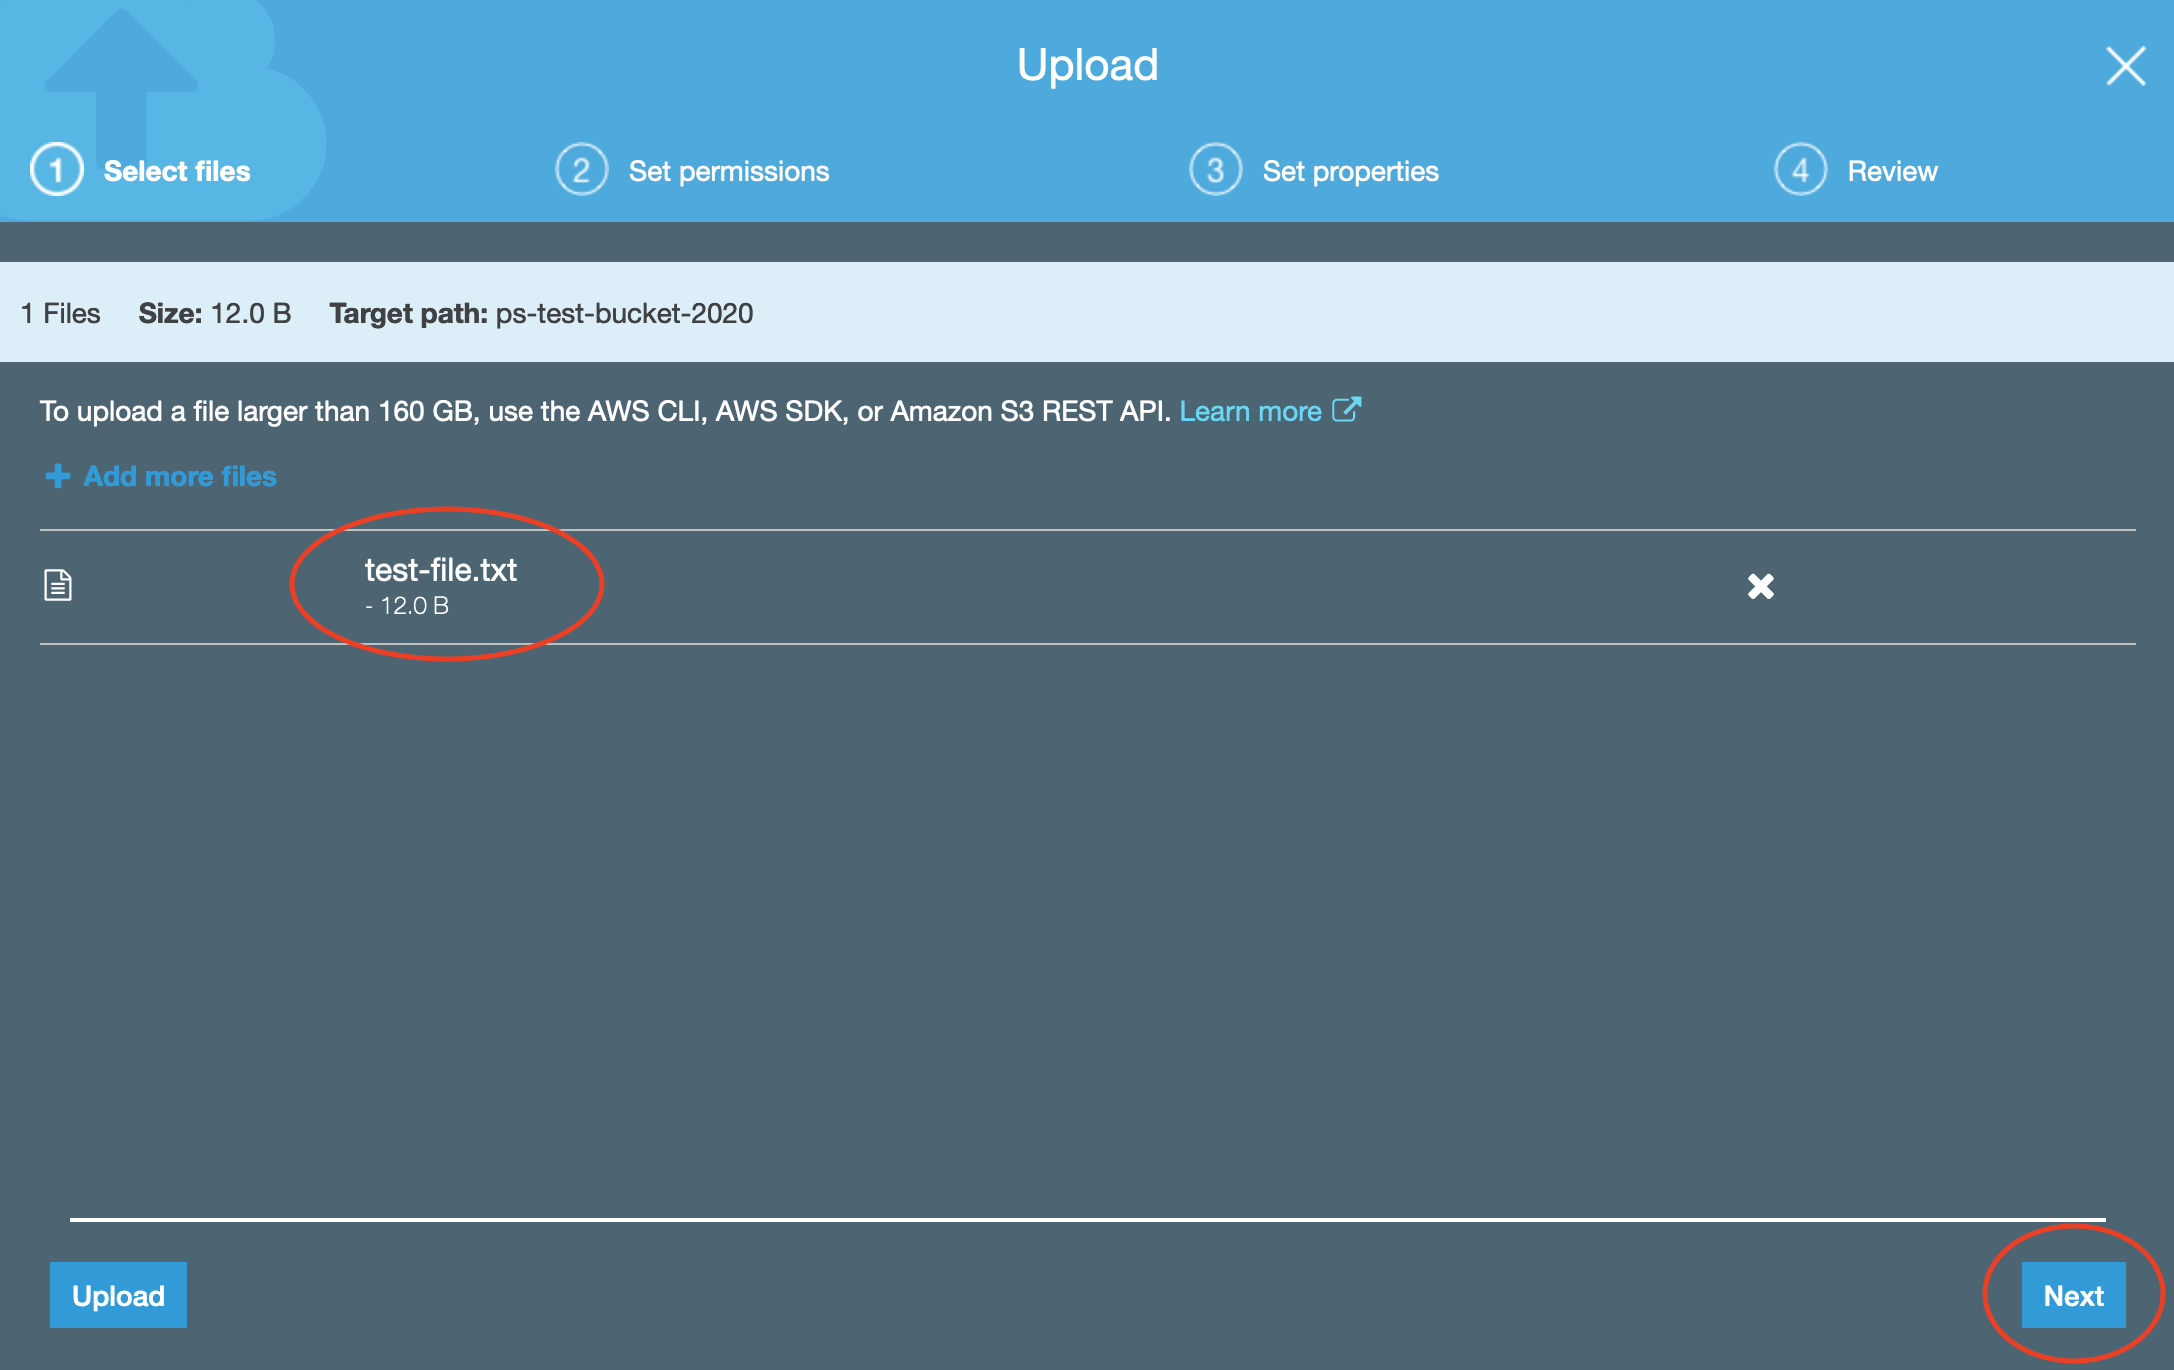 Upload
1 Select files
2 Set permissions
3 Set properties
4 Review
1 Files Size: 12.0 B Target path: ps-test-bucket-2020
To upload a file larger than 160 GB, use the AWS CLI, AWS SDK, or Amazon S3 REST API. Learn more
Add more files
test-file.txt
- 12.0 B
Upload
Next